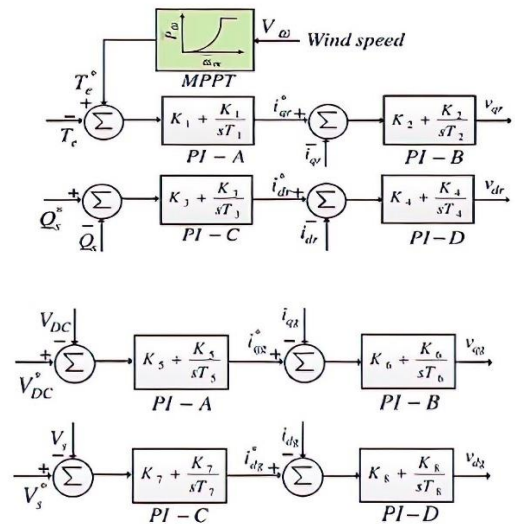 P_ω
ω_m
V_ω
Wind speed
MPPT
T_e^*
+
−
T_e
Σ
K_1 + K_1/sT_1
i_qr^*
+
−
i_qr
Σ
K_2 + K_2/sT_2
v_qr
PI – A
PI – B
Q_s^*
+
−
Q_s
Σ
K_3 + K_3/sT_3
i_dr^*
+
−
i_dr
Σ
K_4 + K_4/sT_4
v_dr
PI – C
PI – D
V_DC
−
+
V_DC^*
Σ
K_5 + K_5/sT_5
i_qg^*
+
i_qg
−
Σ
K_6 + K_6/sT_6
v_qg
PI – A
PI – B
V_s
−
+
V_s^*
Σ
K_7 + K_7/sT_7
i_dg^*
+
i_dg
−
Σ
K_8 + K_8/sT_8
v_dg
PI – C
PI – D